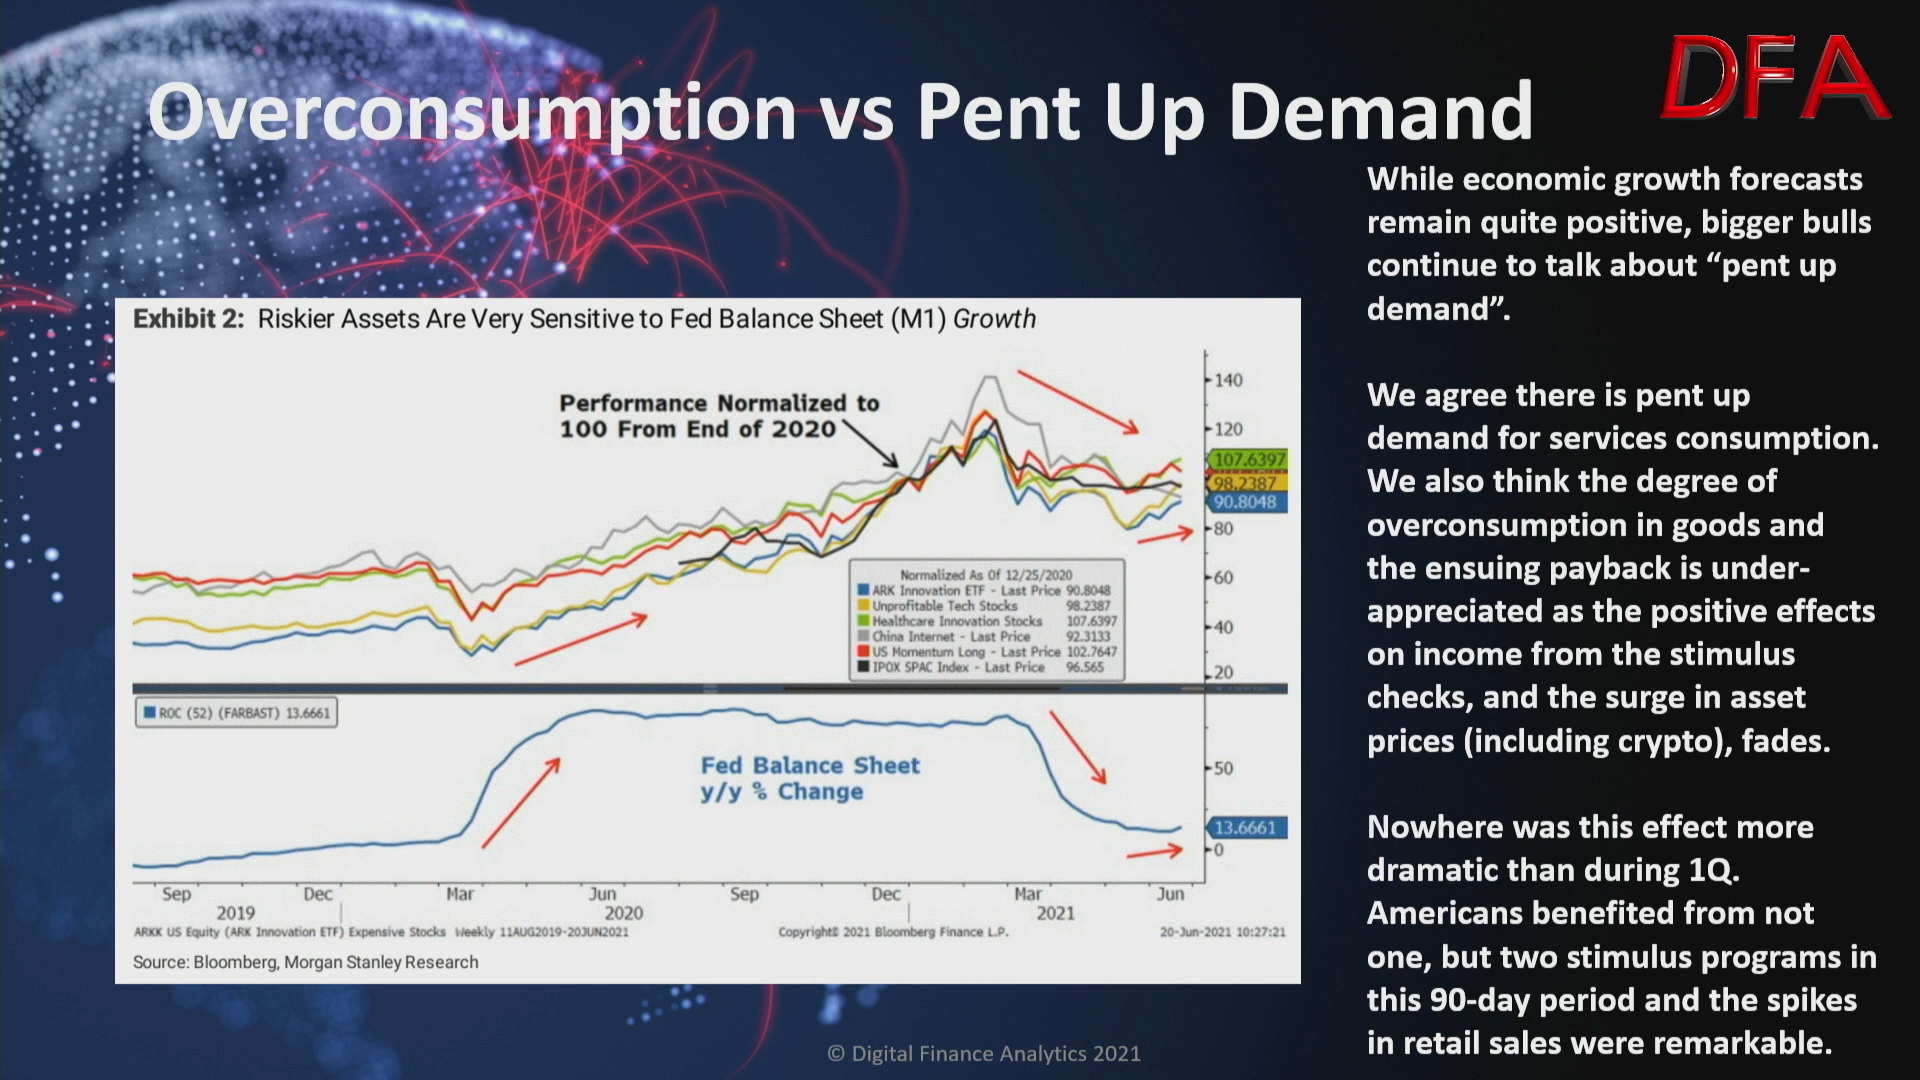 Overconsumption vs Pent Up Demand
DFA
While economic growth forecasts
remain quite positive, bigger bulls
continue to talk about “pent up
demand”.
We agree there is pent up
demand for services consumption.
We also think the degree of
overconsumption in goods and
the ensuing payback is under-
appreciated as the positive effects
on income from the stimulus
checks, and the surge in asset
prices (including crypto), fades.
Nowhere was this effect more
dramatic than during 1Q.
Americans benefited from not
one, but two stimulus programs in
this 90-day period and the spikes
in retail sales were remarkable.
Exhibit 2: Riskier Assets Are Very Sensitive to Fed Balance Sheet (M1) Growth
Performance Normalized to
100 From End of 2020
140
120
107.6397
98.2387
90.8048
80
60
40
20
Normalized As Of 12/25/2020
ARK Innovation ETF - Last Price 90.8048
Unprofitable Tech Stocks 98.2387
Healthcare Innovation Stocks 107.6397
China Internet - Last Price 92.3133
US Momentum Long - Last Price 102.7647
IPOX SPAC Index - Last Price 96.565
ROC (52) (FARBAST) 13.6661
Fed Balance Sheet
y/y % Change
50
13.6661
0
Sep Dec Mar Jun Sep Dec Mar Jun
2019 2020 2021
ARKK US Equity (ARK Innovation ETF) Expensive Stocks Weekly 11AUG2019-20JUN2021 Copyright© 2021 Bloomberg Finance L.P. 20-Jun-2021 10:27:21
Source: Bloomberg, Morgan Stanley Research
© Digital Finance Analytics 2021